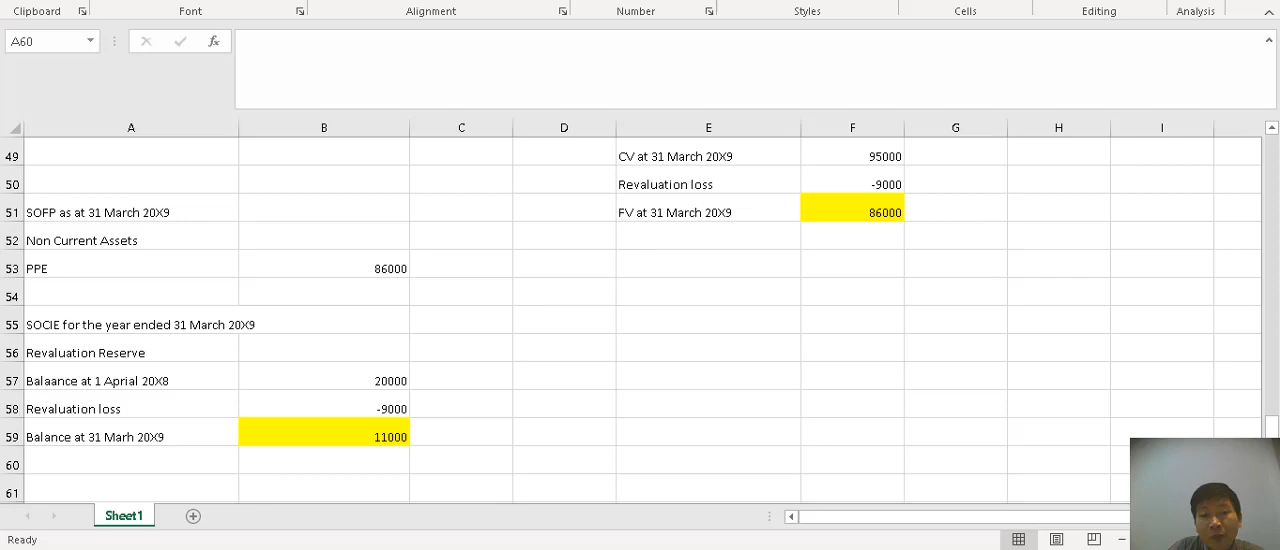 Clipboard Font Alignment Number Styles Cells Editing Analysis
A60 fx
A B C D E F G H I
49 CV at 31 March 20X9 95000
50 Revaluation loss -9000
51 SOFP as at 31 March 20X9 FV at 31 March 20X9 86000
52 Non Current Assets
53 PPE 86000
54
55 SOCIE for the year ended 31 March 20X9
56 Revaluation Reserve
57 Balaance at 1 Aprial 20X8 20000
58 Revaluation loss -9000
59 Balance at 31 Marh 20X9 11000
60
61
Sheet1
Ready